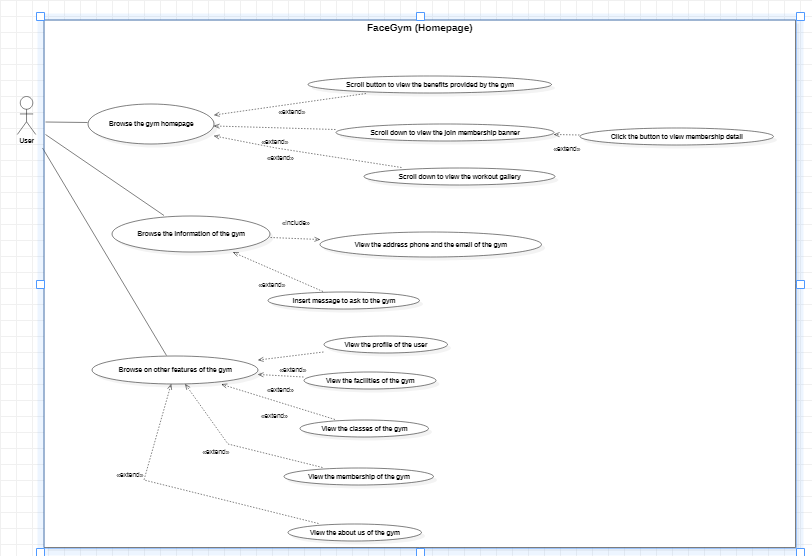 FaceGym (Homepage)
Scroll button to view the benefits provided by the gym
«extend»
User
Browse the gym homepage
Scroll down to view the join membership banner
Click the button to view membership detail
«extend»
«extend»
«extend»
Scroll down to view the workout gallery
«include»
Browse the information of the gym
View the address phone and the email of the gym
«extend»
Insert message to ask to the gym
View the profile of the user
Browse on other features of the gym
«extend»
View the facilities of the gym
«extend»
«extend»
View the classes of the gym
«extend»
«extend»
View the membership of the gym
View the about us of the gym